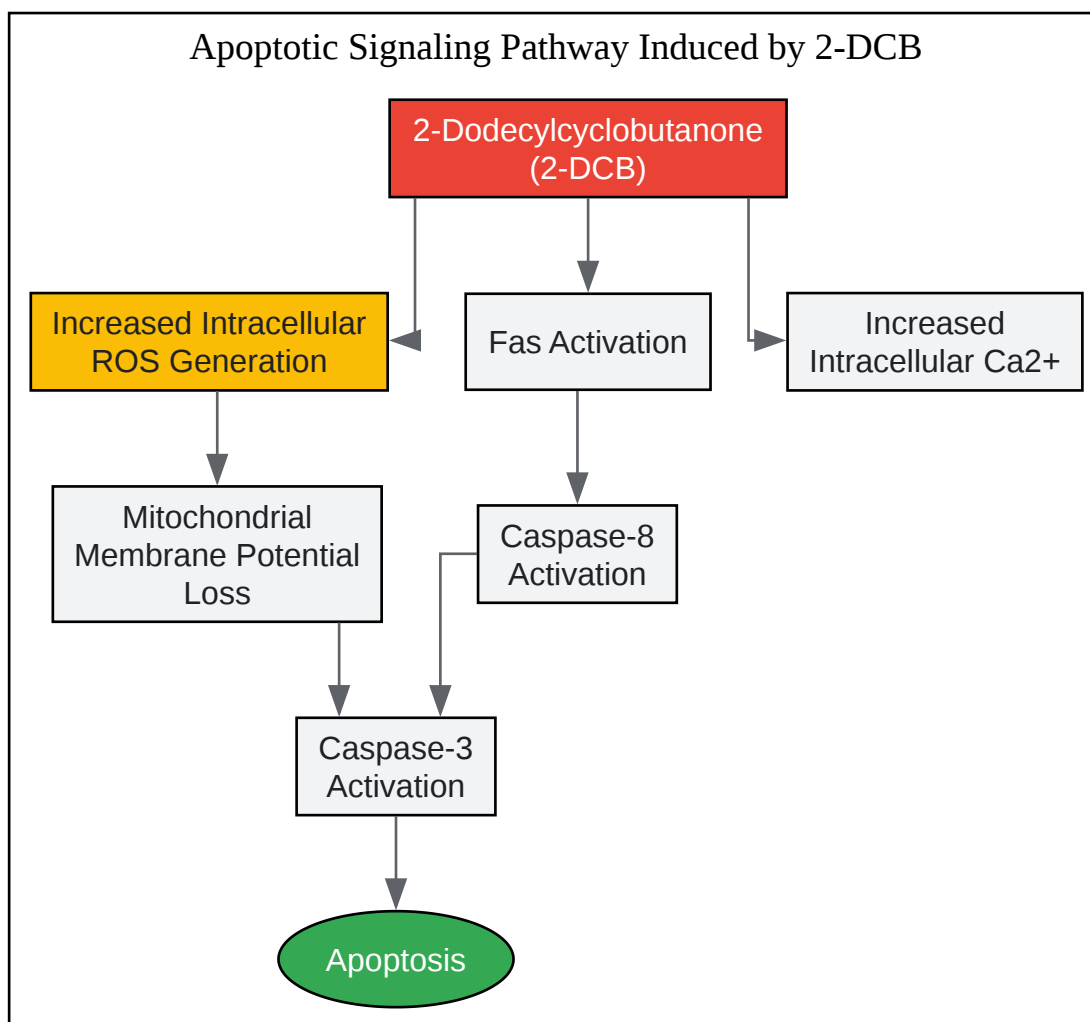 Apoptotic Signaling Pathway Induced by 2-DCB
2-Dodecylcyclobutanone
(2-DCB)
Increased Intracellular
ROS Generation
Fas Activation
Increased
Intracellular Ca2+
Mitochondrial
Membrane Potential
Loss
Caspase-8
Activation
Caspase-3
Activation
Apoptosis